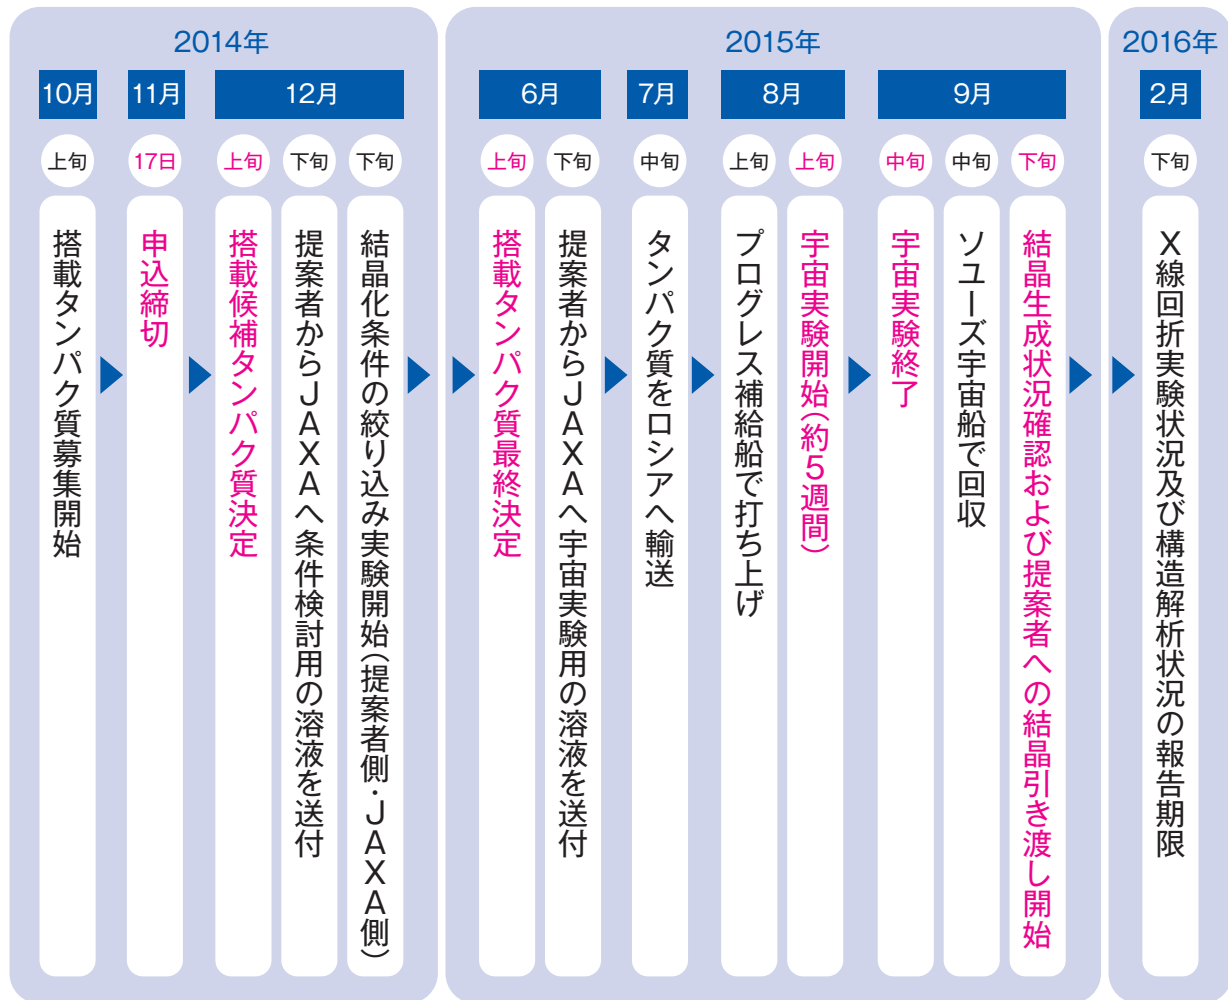 2014年
10月
上旬
搭載タンパク質募集開始
11月
17日
申込締切
12月
上旬
搭載候補タンパク質決定
下旬
提案者からJAXAへ条件検討用の溶液を送付
下旬
結晶化条件の絞り込み実験開始(提案者側・JAXA側)
2015年
6月
上旬
搭載タンパク質最終決定
下旬
提案者からJAXAへ宇宙実験用の溶液を送付
7月
中旬
タンパク質をロシアへ輸送
8月
上旬
プログレス補給船で打ち上げ
上旬
宇宙実験開始(約5週間)
9月
中旬
宇宙実験終了
中旬
ソユーズ宇宙船で回収
下旬
結晶生成状況確認および提案者への結晶引き渡し開始
2016年
2月
下旬
X線回折実験状況及び構造解析状況の報告期限